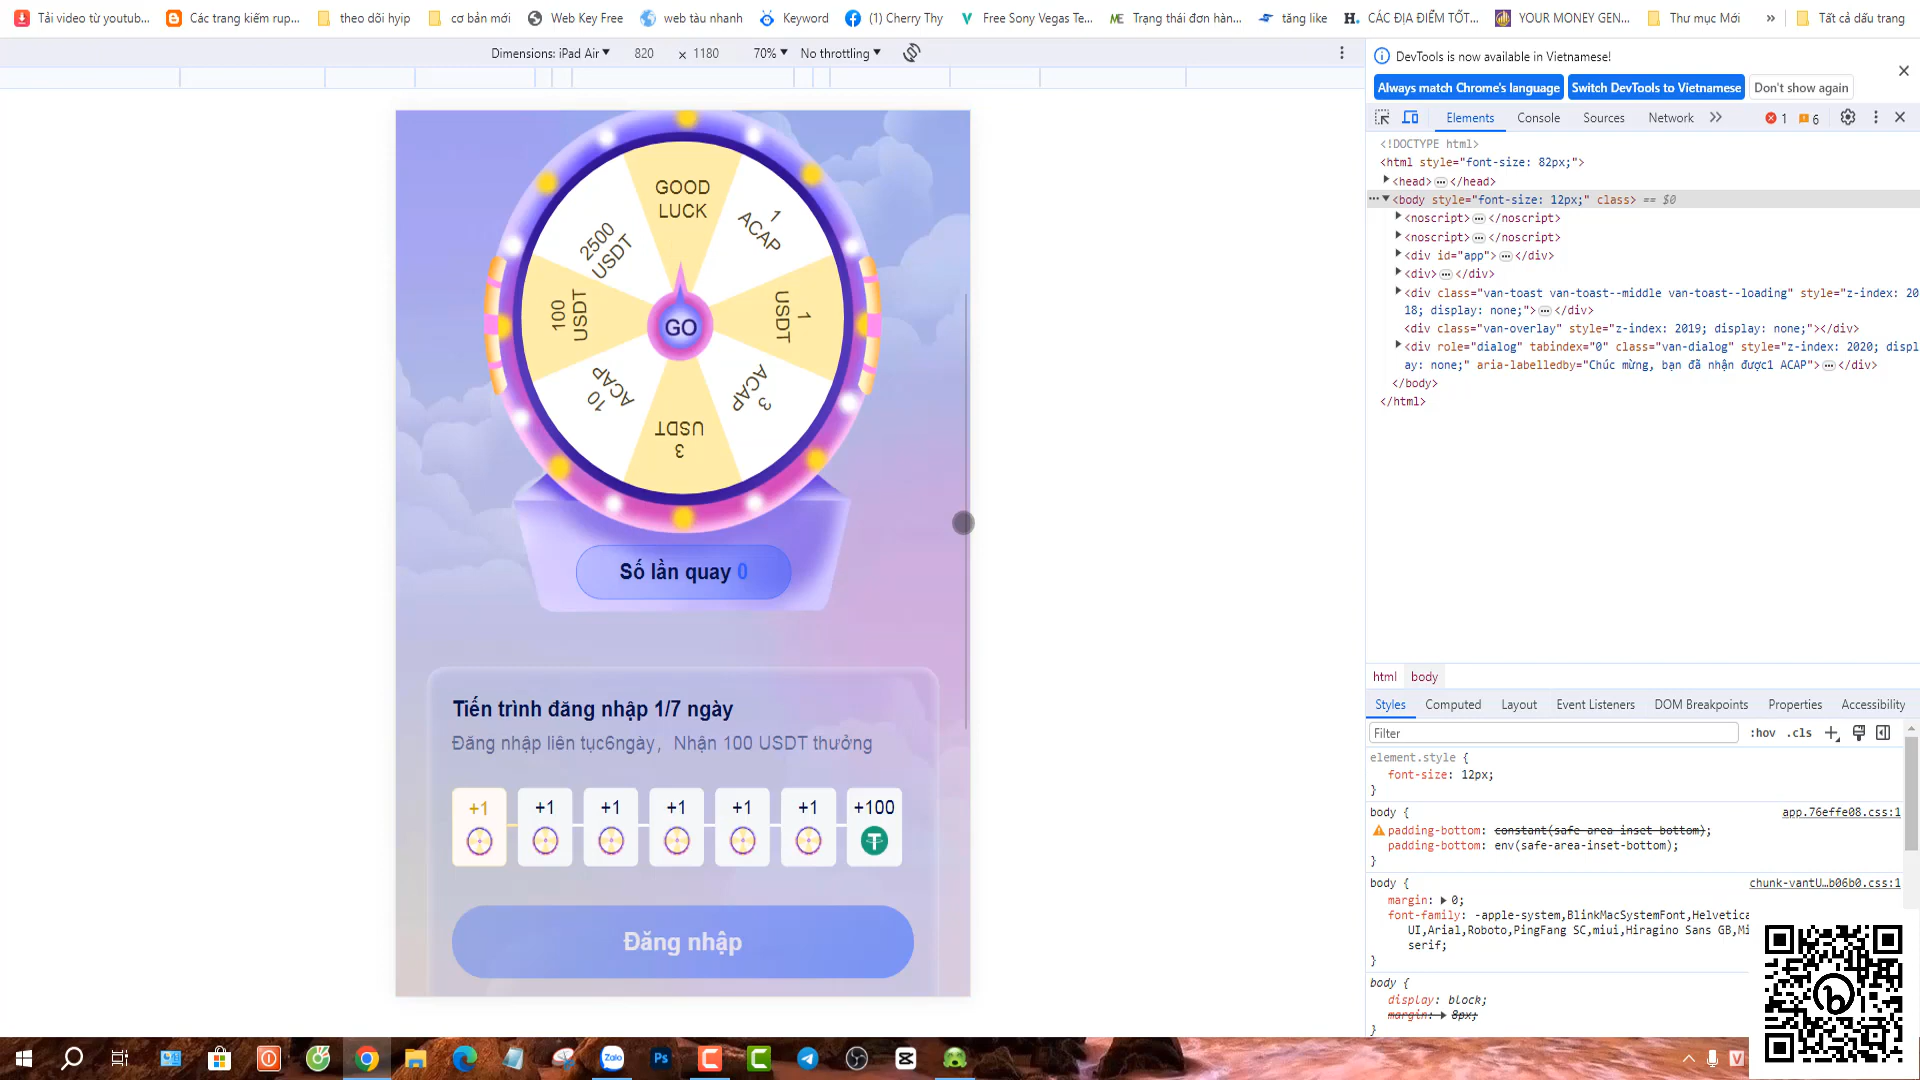 Tải video từ youtub...
Các trang kiếm rup...
theo dõi hyip
cơ bản mới
Web Key Free
web tàu nhanh
Keyword
(1) Cherry Thy
Free Sony Vegas Te...
Trạng thái đơn hàn...
tăng like
CÁC ĐỊA ĐIỂM TỐT...
YOUR MONEY GEN...
Thư mục Mới
»
Tất cả dấu trang
Dimensions: iPad Air
820 x 1180
70%
No throttling
DevTools is now available in Vietnamese!
Always match Chrome's language
Switch DevTools to Vietnamese
Don't show again
Elements
Console
Sources
Network
1
6
<!DOCTYPE html>
<html style="font-size: 82px;">
<head> … </head>
<body style="font-size: 12px;" class> == $0
<noscript> … </noscript>
<noscript> … </noscript>
<div id="app"> … </div>
<div> … </div>
<div class="van-toast van-toast--middle van-toast--loading" style="z-index: 20
18; display: none;"> … </div>
<div class="van-overlay" style="z-index: 2019; display: none;"></div>
<div role="dialog" tabindex="0" class="van-dialog" style="z-index: 2020; displ
ay: none;" aria-labelledby="Chúc mừng, bạn đã nhận được1 ACAP"> … </div>
</body>
</html>
GOOD
LUCK
1
ACAP
1
USDT
3
ACAP
3
USDT
10
ACAP
100
USDT
2500
USDT
GO
Số lần quay 0
Tiến trình đăng nhập 1/7 ngày
Đăng nhập liên tục6ngày，Nhận 100 USDT thưởng
+1
+1
+1
+1
+1
+1
+100
Đăng nhập
html
body
Styles
Computed
Layout
Event Listeners
DOM Breakpoints
Properties
Accessibility
Filter
:hov
.cls
element.style {
font-size: 12px;
}
body {
app.76effe08.css:1
padding-bottom: constant(safe-area-inset-bottom);
padding-bottom: env(safe-area-inset-bottom);
}
body {
chunk-vantU…b06b0.css:1
margin: 0;
font-family: -apple-system,BlinkMacSystemFont,Helvetica
UI,Arial,Roboto,PingFang SC,miui,Hiragino Sans GB,Mi
serif;
}
body {
display: block;
margin: 8px;
}
Zalo
Ps